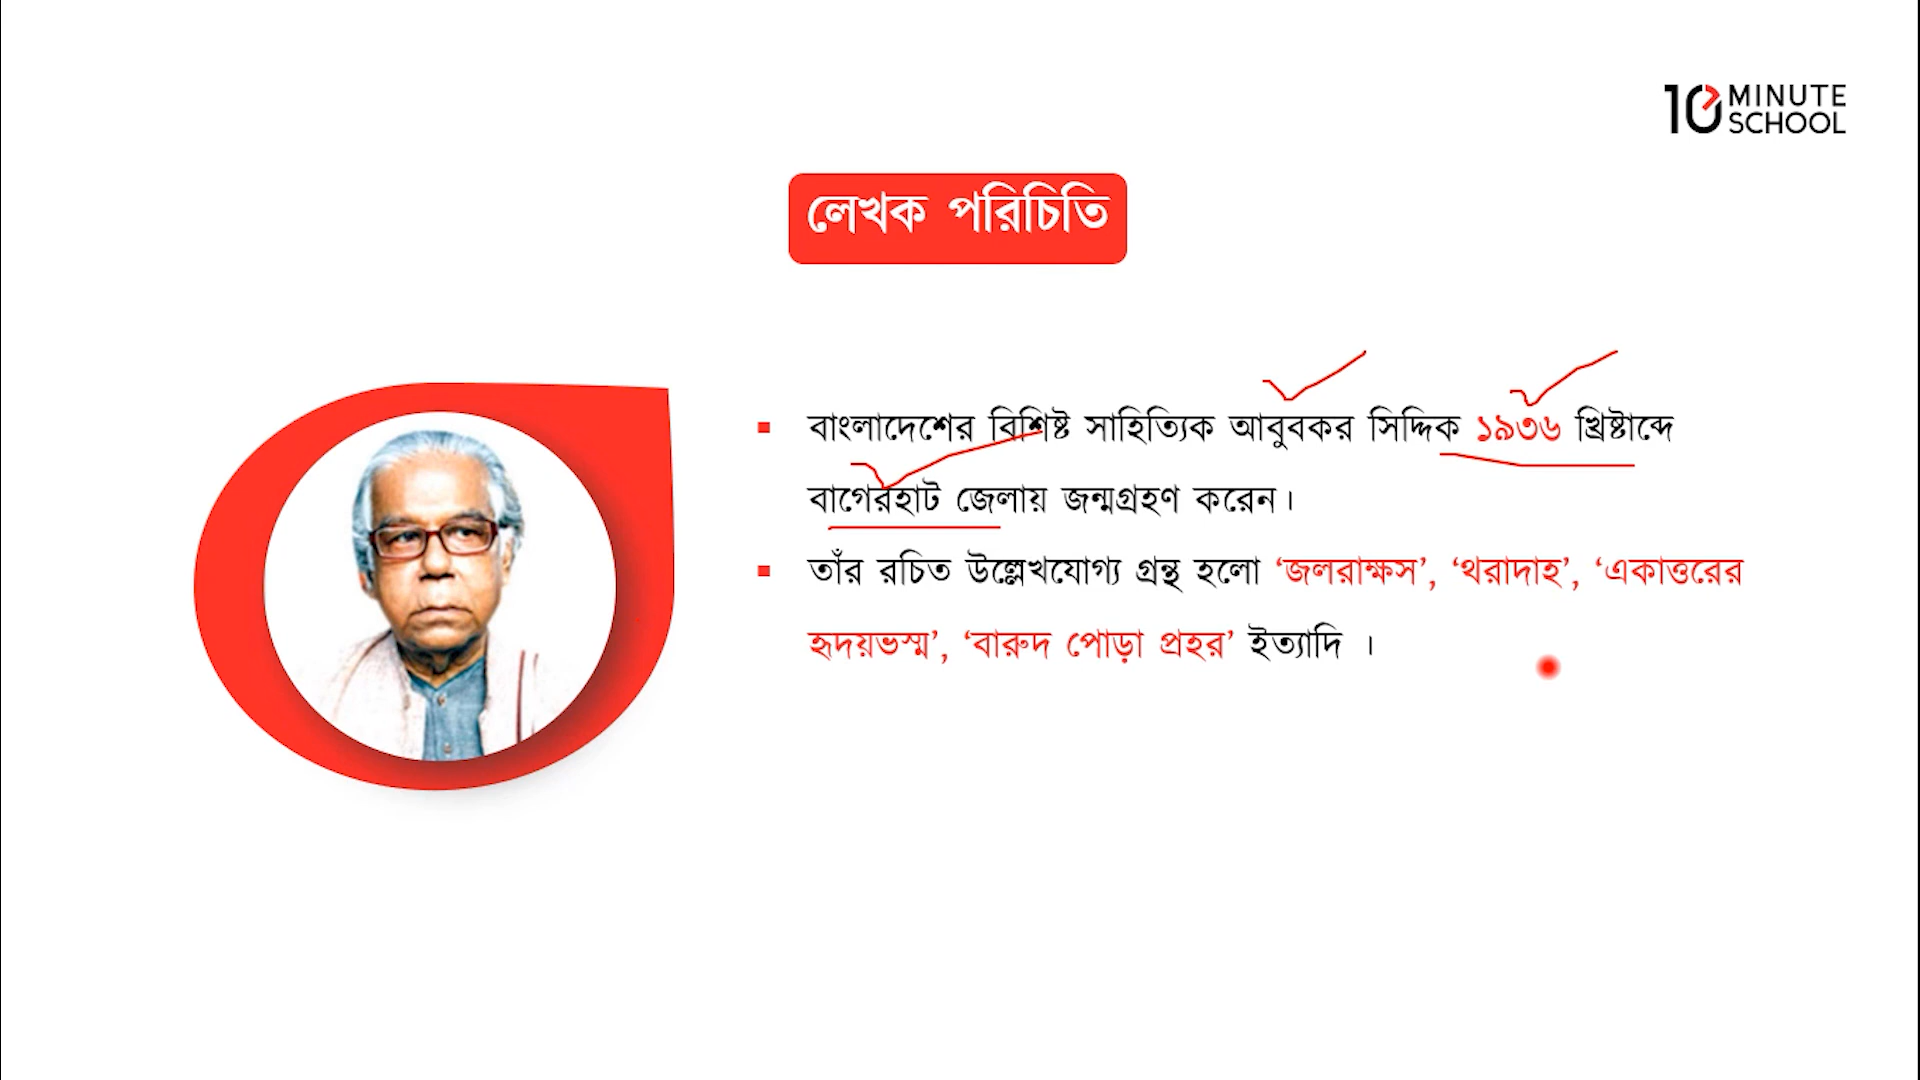 10 MINUTE
SCHOOL
লেখক পরিচিতি
বাংলাদেশের বিশিষ্ট সাহিত্যিক আবুবকর সিদ্দিক ১৯৩৬ খ্রিষ্টাব্দে
বাগেরহাট জেলায় জন্মগ্রহণ করেন।
তাঁর রচিত উল্লেখযোগ্য গ্রন্থ হলো ‘জলরাক্ষস’, ‘থরাদাহ’, ‘একাত্তরের
হৃদয়ভস্ম’, ‘বারুদ পোড়া প্রহর’ ইত্যাদি ।